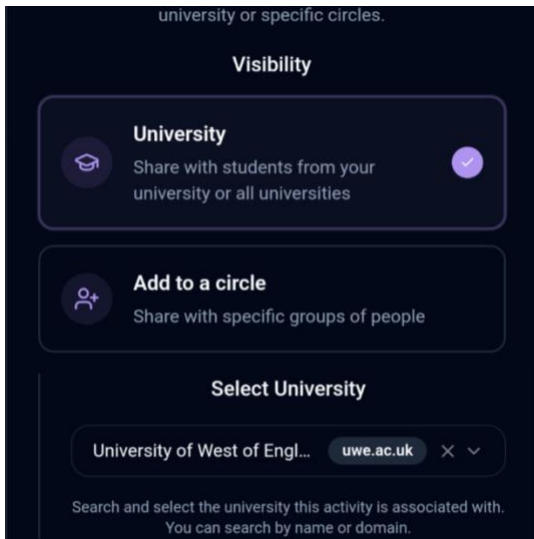 university or specific circles.
Visibility
University
Share with students from your
university or all universities
Add to a circle
Share with specific groups of people
Select University
University of West of Engl... uwe.ac.uk
Search and select the university this activity is associated with.
You can search by name or domain.